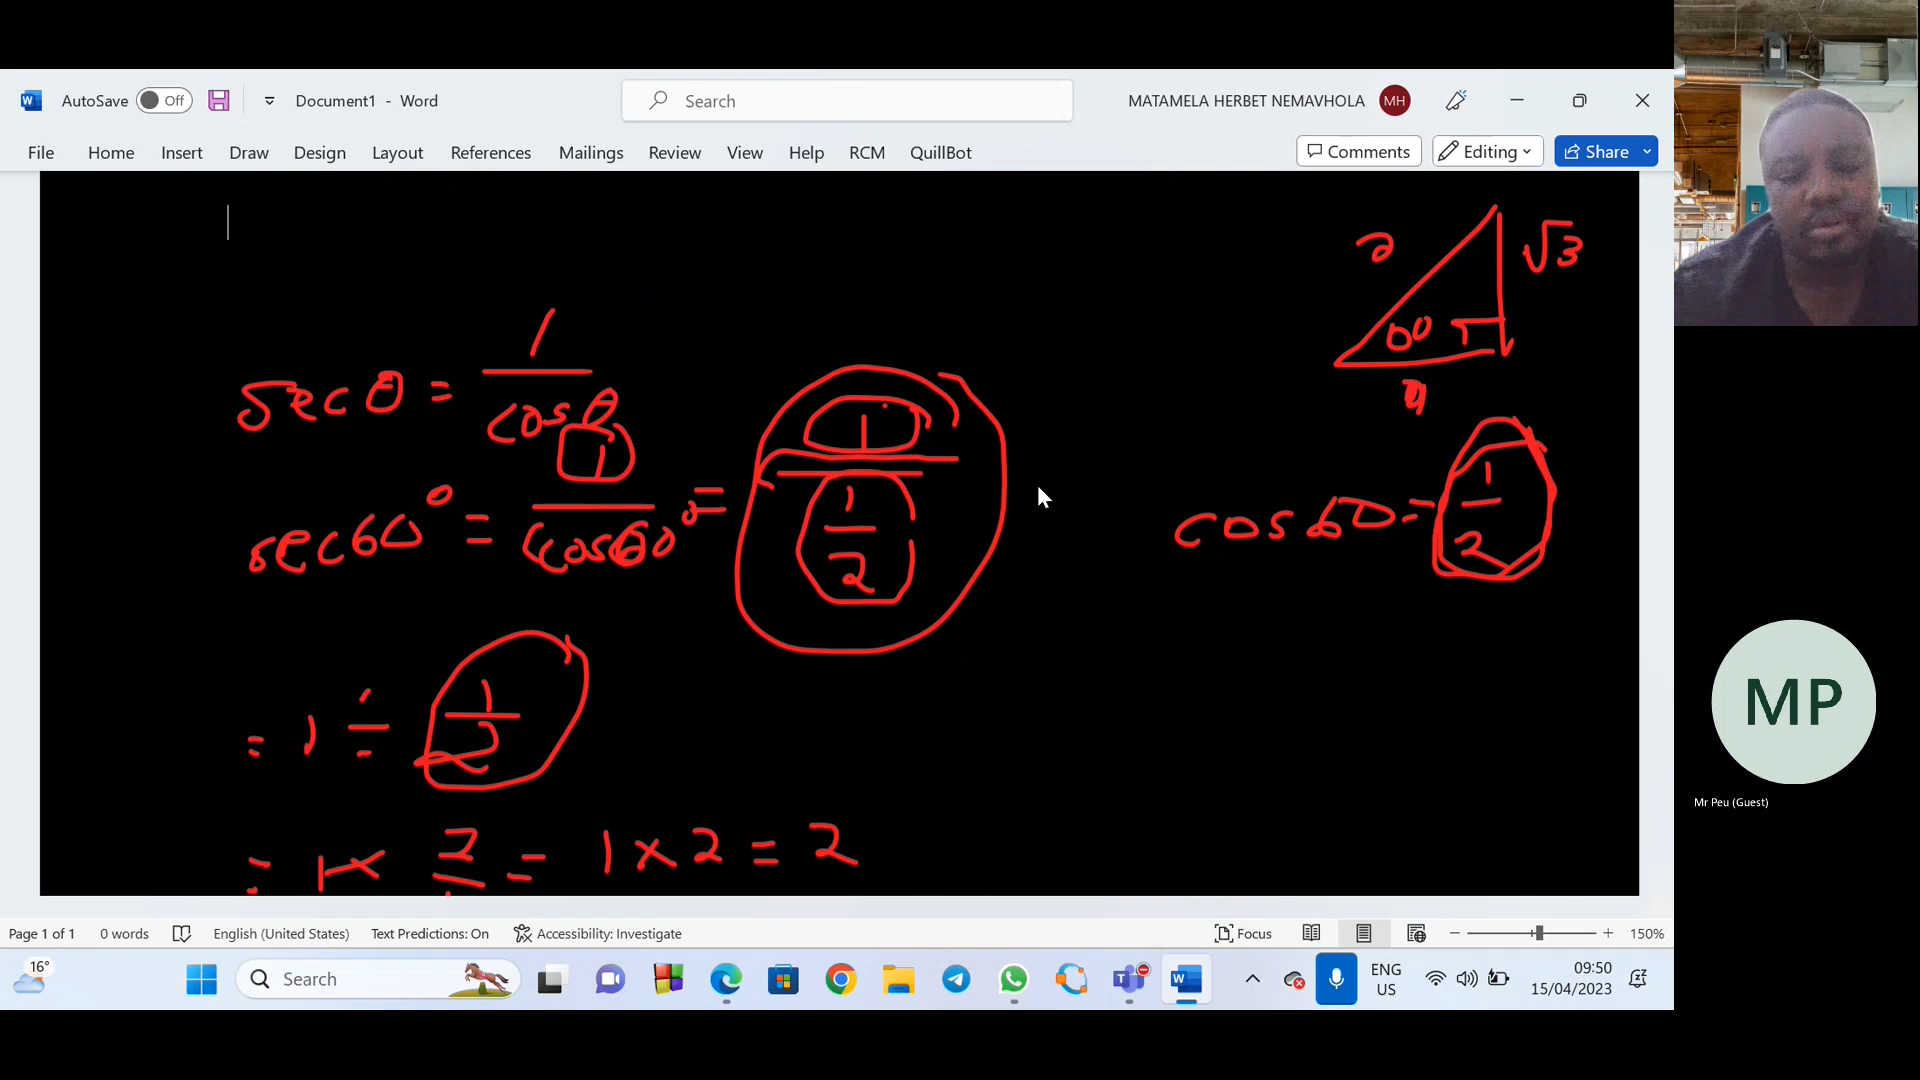 AutoSave Off Document1 - Word Search MATAMELA HERBET NEMAVHOLA MH
File Home Insert Draw Design Layout References Mailings Review View Help RCM QuillBot Comments Editing Share
2 √3
60°
1
sec θ = 1/cos θ
sec 60° = 1/cos 60° = 1/(1/2)
cos 60 = 1/2
= 1 ÷ 1/2
= 1 × 2/1 = 1 × 2 = 2
MP
Mr Peu (Guest)
Page 1 of 1 0 words English (United States) Text Predictions: On Accessibility: Investigate Focus 150%
16° Search ENG US 09:50 15/04/2023